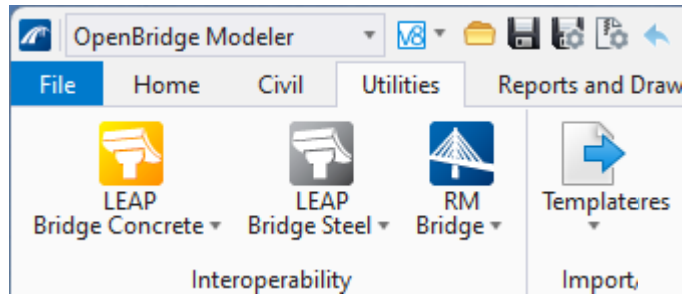 OpenBridge Modeler
V8
File Home Civil Utilities Reports and Draw
LEAP
Bridge Concrete
LEAP
Bridge Steel
RM
Bridge
Templateres
Interoperability
Import/